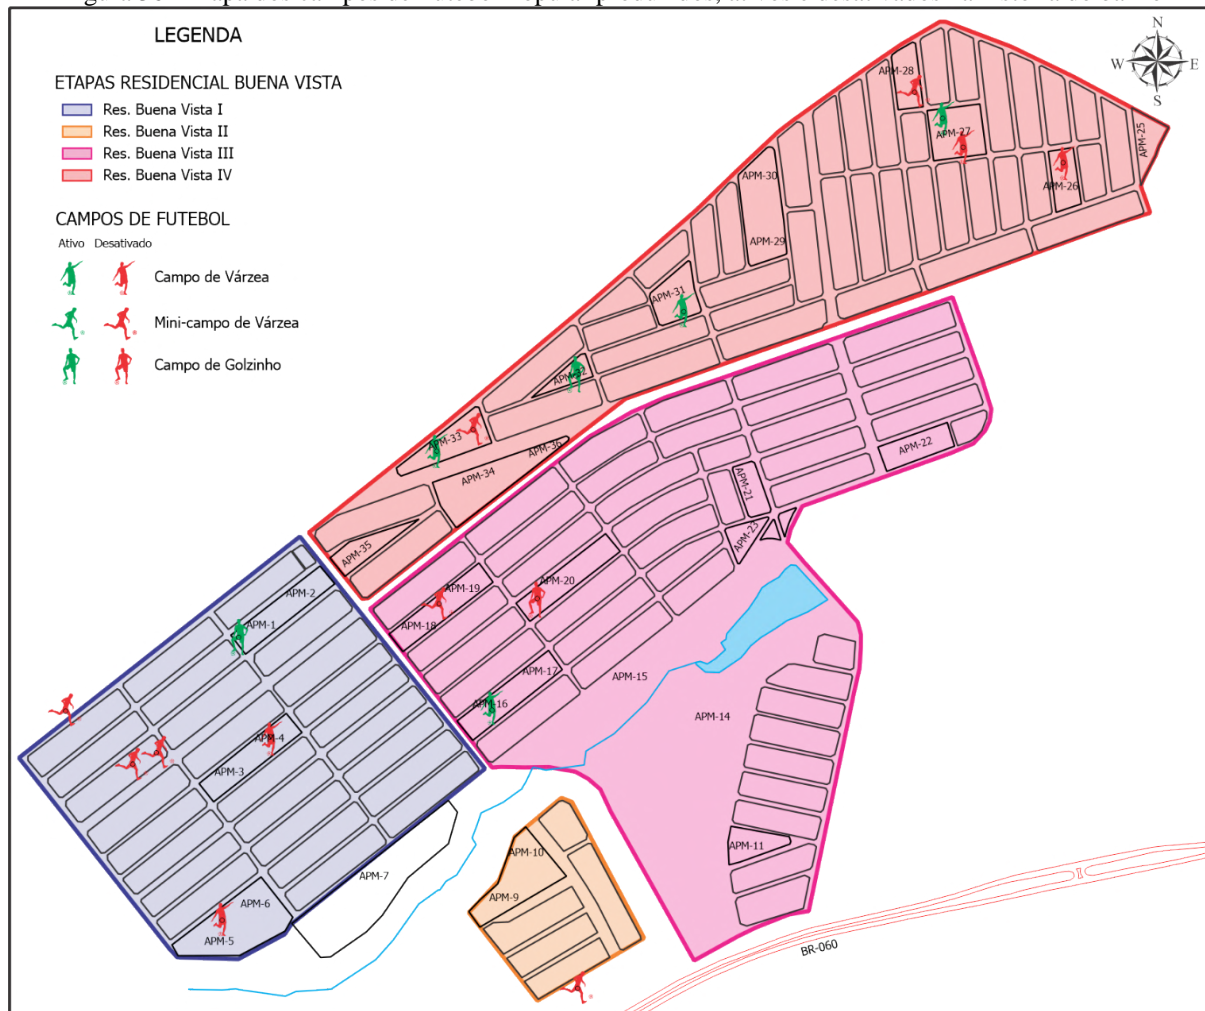 LEGENDA
ETAPAS RESIDENCIAL BUENA VISTA
Res. Buena Vista I
Res. Buena Vista II
Res. Buena Vista III
Res. Buena Vista IV
CAMPOS DE FUTEBOL
Ativo Desativado
Campo de Várzea
Mini-campo de Várzea
Campo de Golzinho
N
W E
S
APM-28
APM-27
APM-25
APM-26
APM-30
APM-29
APM-31
APM-32
APM-33
APM-36
APM-34
APM-35
APM-22
APM-21
APM-23
APM-20
APM-19
APM-18
APM-17
APM-16
APM-15
APM-14
APM-11
APM-2
APM-1
APM-4
APM-3
APM-7
APM-6
APM-5
APM-10
APM-9
BR-060